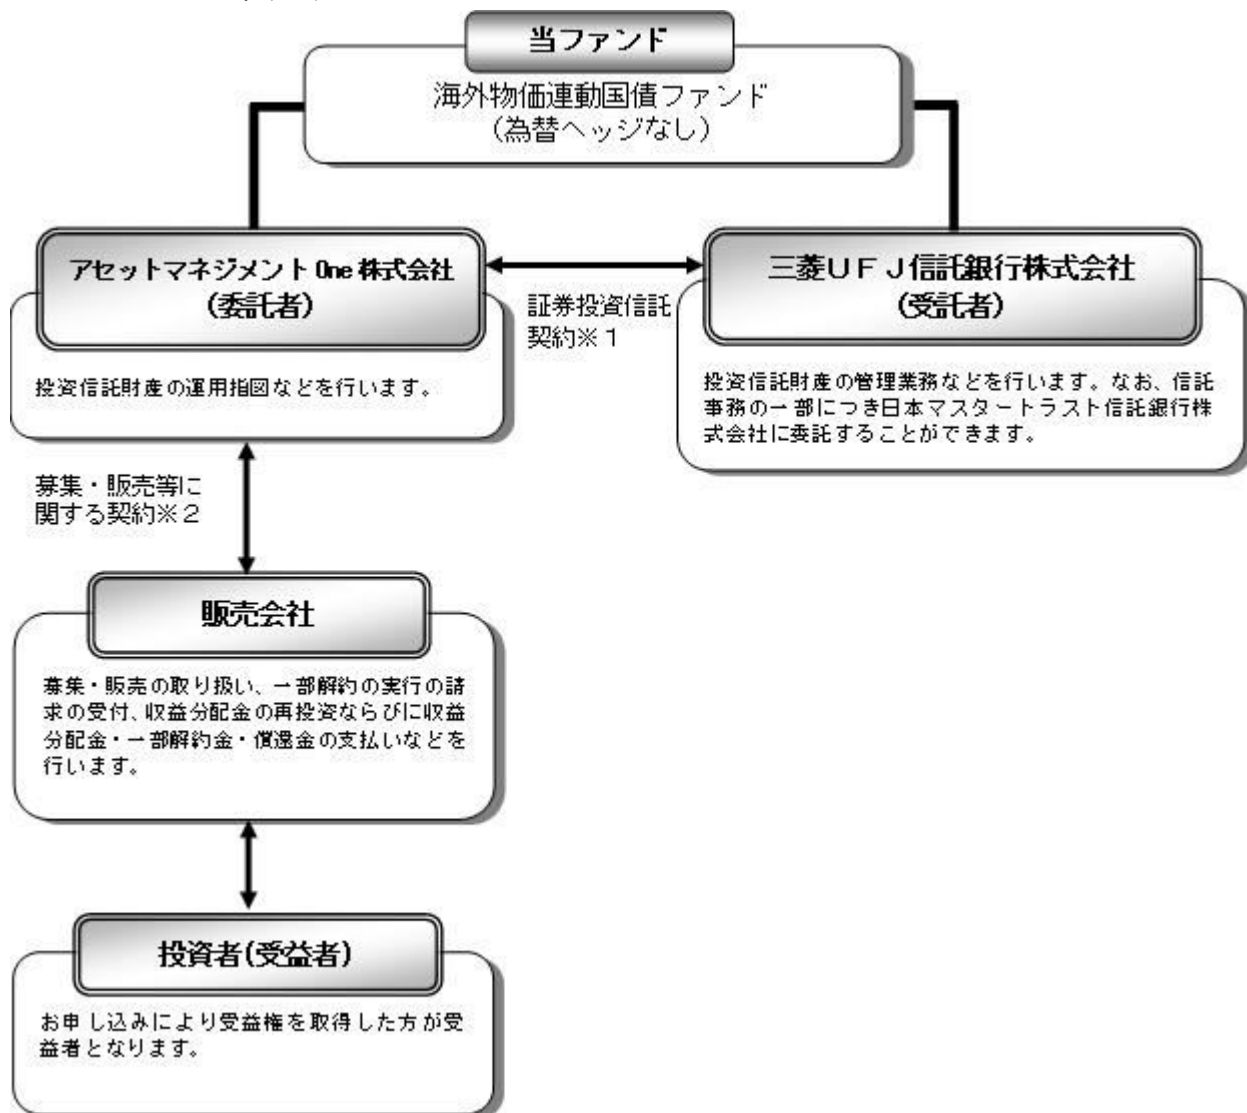 当ファンド
海外物価連動国債ファンド
(為替ヘッジなし)
アセットマネジメント One 株式会社
(委託者)
投資信託財産の運用指図などを行います。
証券投資信託
契約※1
三菱UFJ信託銀行株式会社
(受託者)
投資信託財産の管理業務などを行います。なお、信託
事務の一部につき日本マスタートラスト信託銀行株
式会社に委託することができます。
募集・販売等に
関する契約※2
販売会社
募集・販売の取り扱い、一部解約の実行の請
求の受付、収益分配金の再投資ならびに収益
分配金・一部解約金・償還金の支払いなどを
行います。
投資者(受益者)
お申し込みにより受益権を取得した方が受
益者となります。